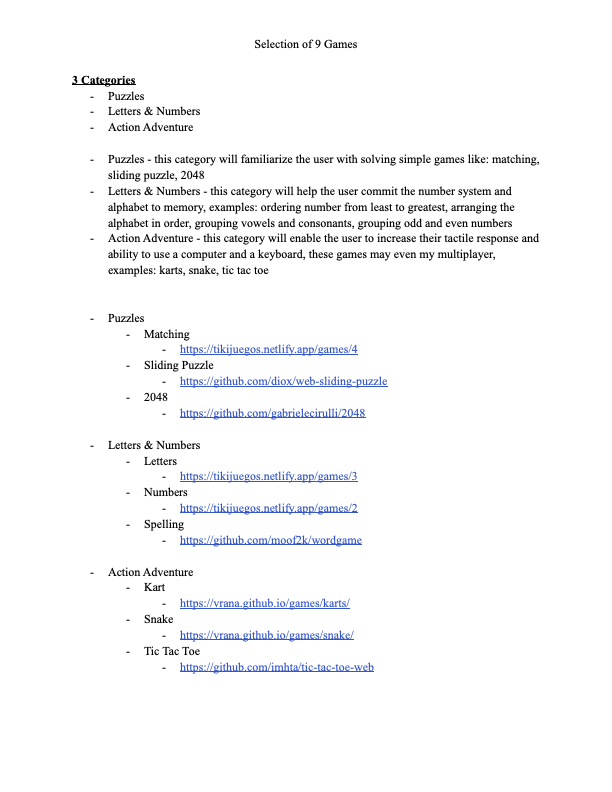 Selection of 9 Games
3 Categories
- Puzzles
- Letters & Numbers
- Action Adventure
- Puzzles - this category will familiarize the user with solving simple games like: matching,
sliding puzzle, 2048
- Letters & Numbers - this category will help the user commit the number system and
alphabet to memory, examples: ordering number from least to greatest, arranging the
alphabet in order, grouping vowels and consonants, grouping odd and even numbers
- Action Adventure - this category will enable the user to increase their tactile response and
ability to use a computer and a keyboard, these games may even my multiplayer,
examples: karts, snake, tic tac toe
- Puzzles
- Matching
- https://tikijuegos.netlify.app/games/4
- Sliding Puzzle
- https://github.com/diox/web-sliding-puzzle
- 2048
- https://github.com/gabrielecirulli/2048
- Letters & Numbers
- Letters
- https://tikijuegos.netlify.app/games/3
- Numbers
- https://tikijuegos.netlify.app/games/2
- Spelling
- https://github.com/moof2k/wordgame
- Action Adventure
- Kart
- https://vrana.github.io/games/karts/
- Snake
- https://vrana.github.io/games/snake/
- Tic Tac Toe
- https://github.com/imhta/tic-tac-toe-web